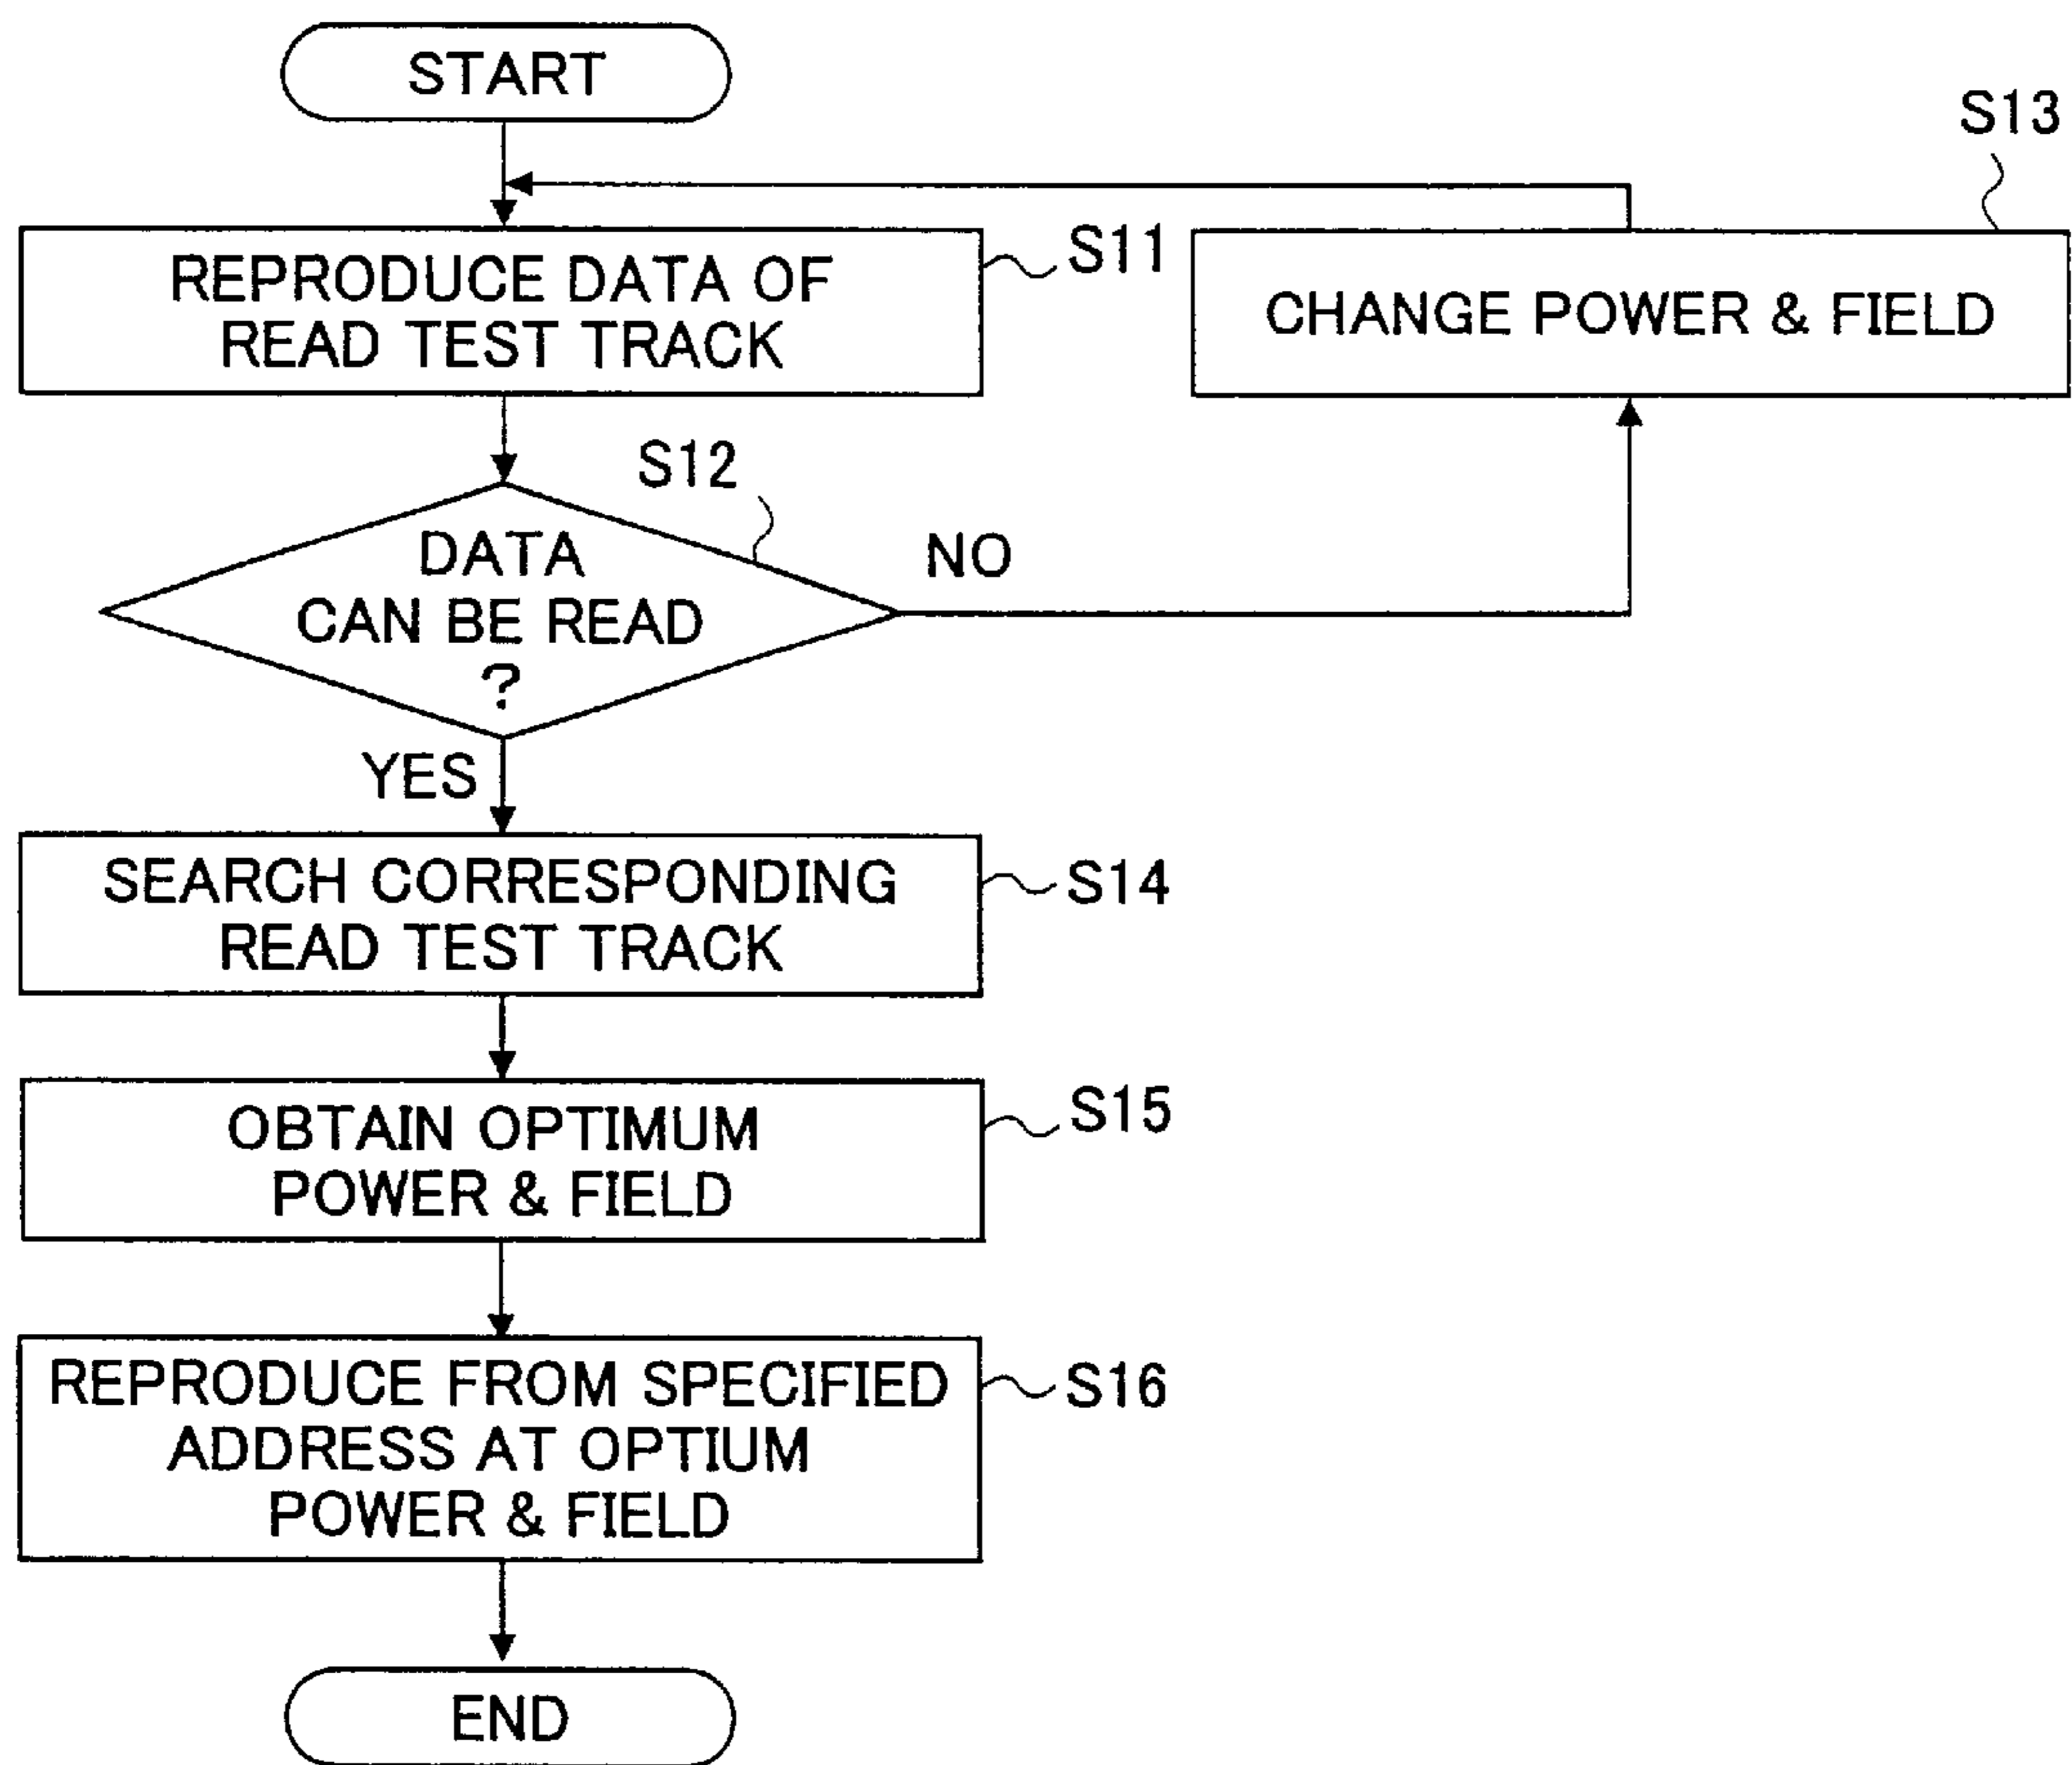 START
S13
REPRODUCE DATA OF
READ TEST TRACK
S11
CHANGE POWER & FIELD
S12
DATA
CAN BE READ
?
NO
YES
SEARCH CORRESPONDING
READ TEST TRACK
S14
OBTAIN OPTIMUM
POWER & FIELD
S15
REPRODUCE FROM SPECIFIED
ADDRESS AT OPTIUM
POWER & FIELD
S16
END